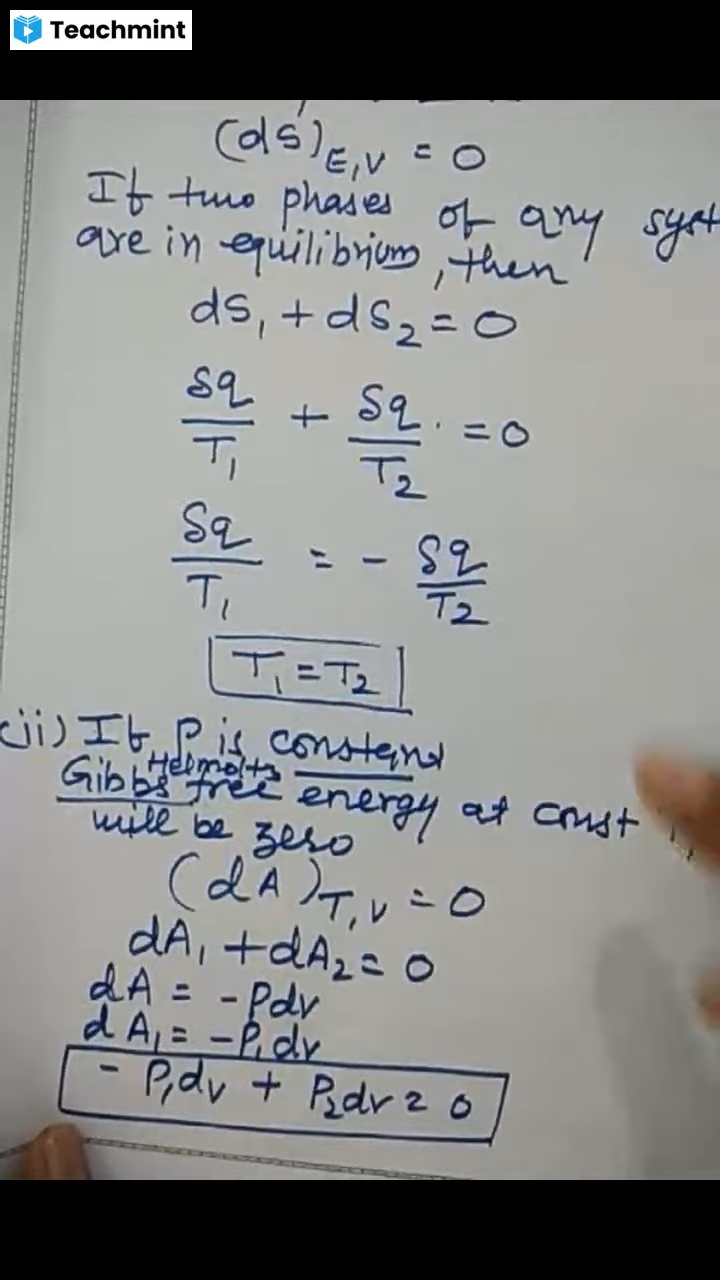 Teachmint
(dS)E,V = 0
If two phases of any syst
are in equilibrium, then
dS1 + dS2 = 0
δq/T1 + δq/T2 = 0
δq/T1 = - δq/T2
T1 = T2
(ii) If P is constant
Helmoltz
Gibbs free energy at const
will be zero
(dA)T,V = 0
dA1 + dA2 = 0
dA = -Pdv
dA1 = -P1dv
- P1dv + P2dv = 0